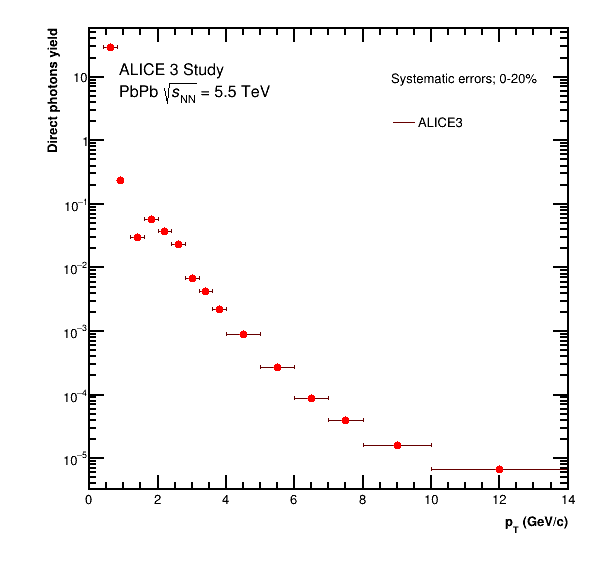 Direct photons yield
ALICE 3 Study
PbPb √s_NN = 5.5 TeV
Systematic errors; 0-20%
ALICE3
10
1
10⁻¹
10⁻²
10⁻³
10⁻⁴
10⁻⁵
0 2 4 6 8 10 12 14
p_T (GeV/c)